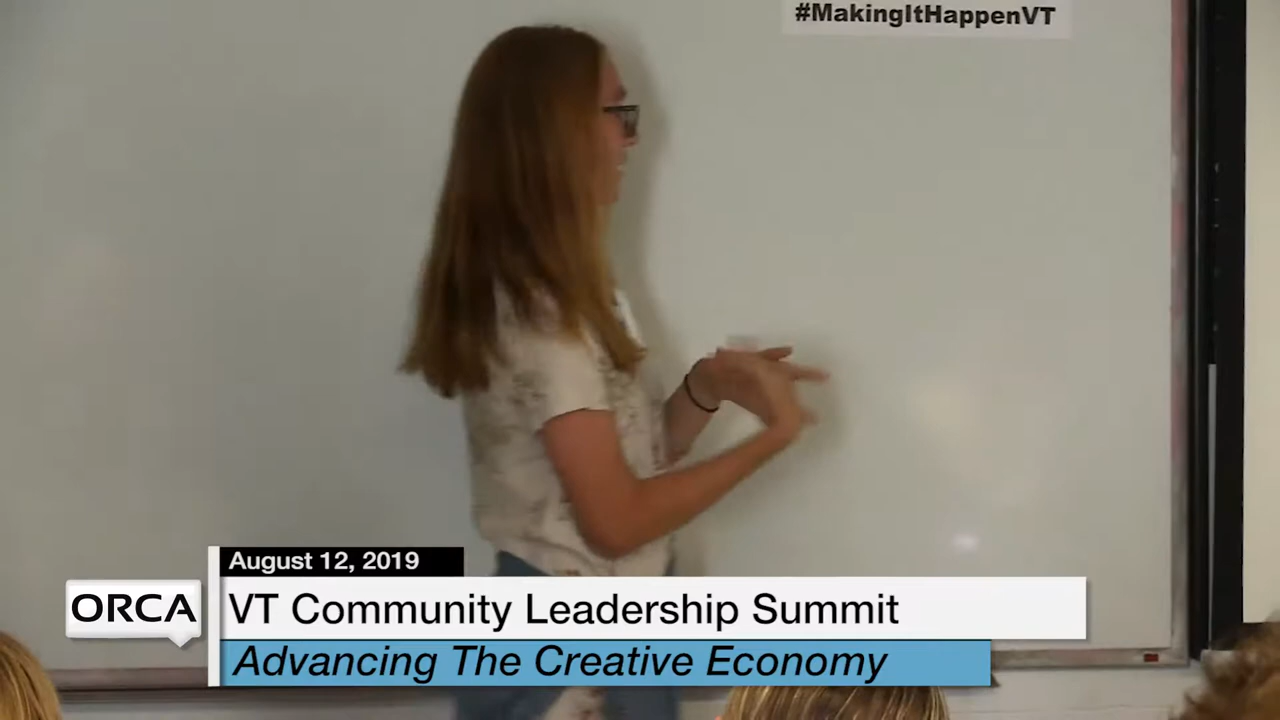 #MakingItHappenVT
August 12, 2019
ORCA
VT Community Leadership Summit
Advancing The Creative Economy